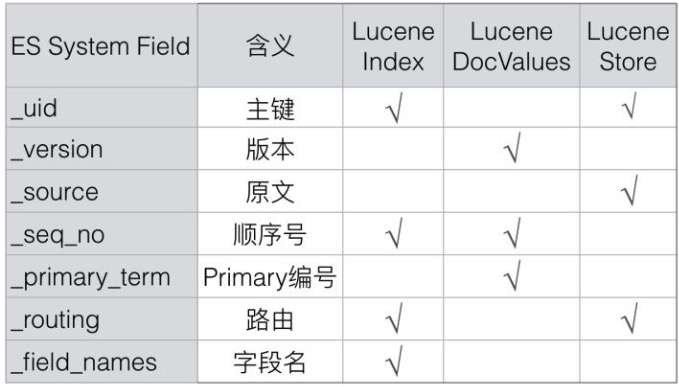 ES System Field 含义 Lucene Index Lucene DocValues Lucene Store
_uid 主键 √ √
_version 版本 √
_source 原文 √
_seq_no 顺序号 √ √
_primary_term Primary编号 √
_routing 路由 √ √
_field_names 字段名 √